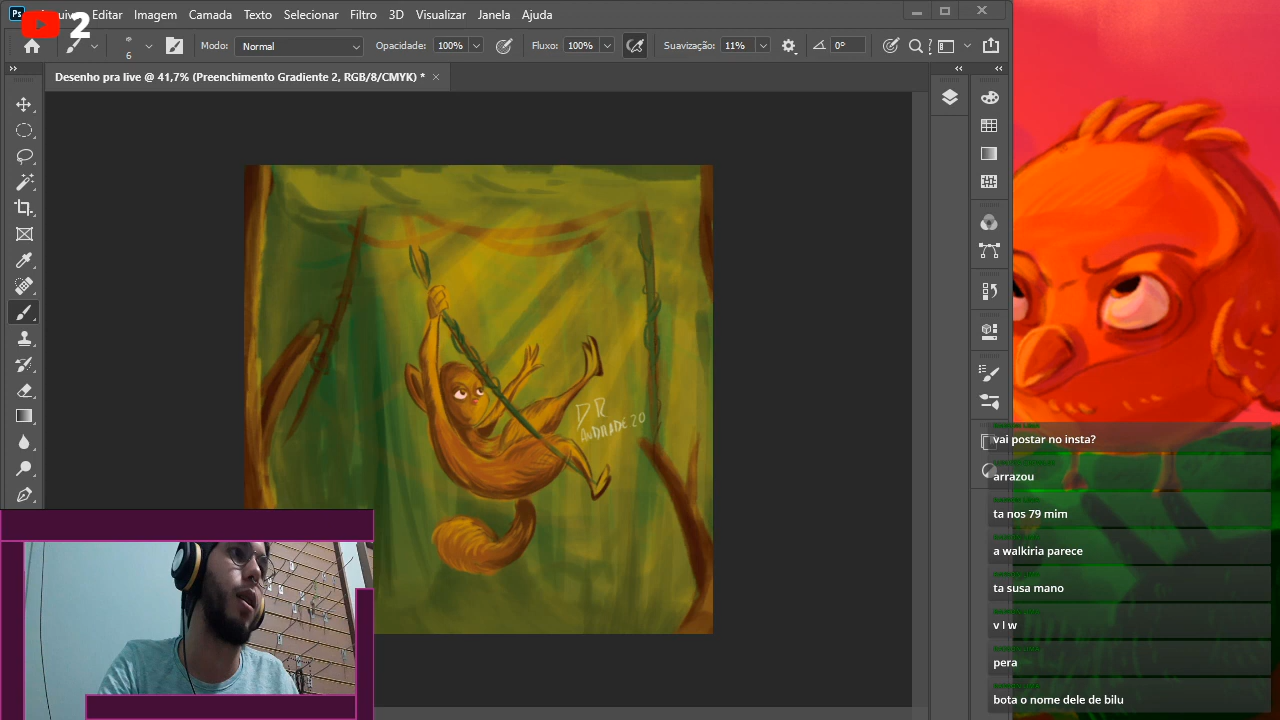 Ps Arquivo Editar Imagem Camada Texto Selecionar Filtro 3D Visualizar Janela Ajuda
2
6 Modo: Normal Opacidade: 100% Fluxo: 100% Suavização: 11% 0°
Desenho pra live @ 41,7% (Preenchimento Gradiente 2, RGB/8/CMYK) *
DR
ANDRADE 20
vai postar no insta?
arrazou
ta nos 79 mim
a walkiria parece
ta susa mano
v l w
pera
bota o nome dele de bilu